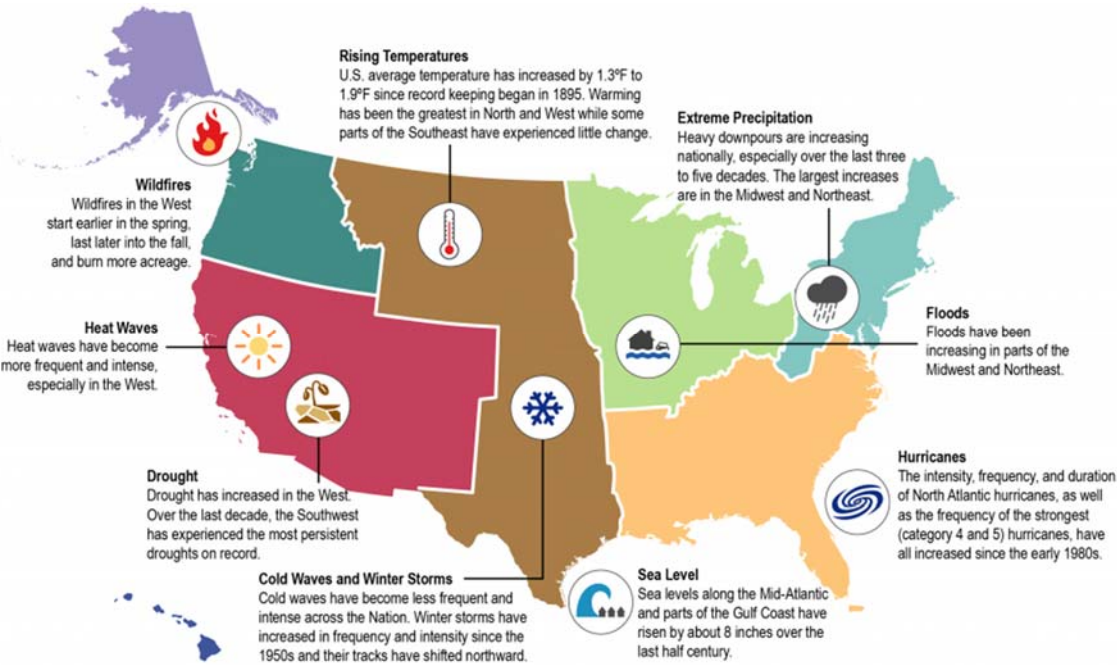 Rising Temperatures
U.S. average temperature has increased by 1.3ºF to
1.9ºF since record keeping began in 1895. Warming
has been the greatest in North and West while some
parts of the Southeast have experienced little change.
Extreme Precipitation
Heavy downpours are increasing
nationally, especially over the last three
to five decades. The largest increases
are in the Midwest and Northeast.
Wildfires
Wildfires in the West
start earlier in the spring,
last later into the fall,
and burn more acreage.
Heat Waves
Heat waves have become
more frequent and intense,
especially in the West.
Floods
Floods have been
increasing in parts of the
Midwest and Northeast.
Drought
Drought has increased in the West.
Over the last decade, the Southwest
has experienced the most persistent
droughts on record.
Hurricanes
The intensity, frequency, and duration
of North Atlantic hurricanes, as well
as the frequency of the strongest
(category 4 and 5) hurricanes, have
all increased since the early 1980s.
Cold Waves and Winter Storms
Cold waves have become less frequent and
intense across the Nation. Winter storms have
increased in frequency and intensity since the
1950s and their tracks have shifted northward.
Sea Level
Sea levels along the Mid-Atlantic
and parts of the Gulf Coast have
risen by about 8 inches over the
last half century.